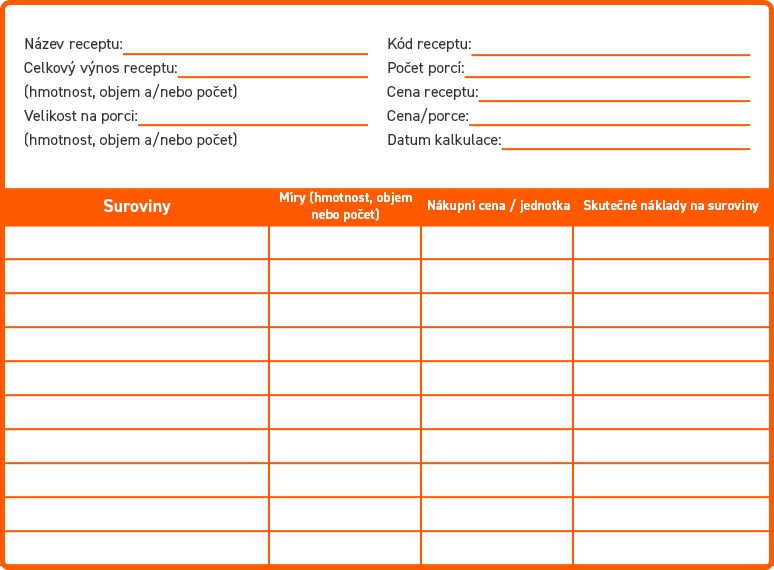 Název receptu:
Celkový výnos receptu:
(hmotnost, objem a/nebo počet)
Velikost na porci:
(hmotnost, objem a/nebo počet)
Kód receptu:
Počet porcí:
Cena receptu:
Cena/porce:
Datum kalkulace:
Suroviny
Míry (hmotnost, objem
nebo počet)
Nákupní cena / jednotka
Skutečné náklady na suroviny